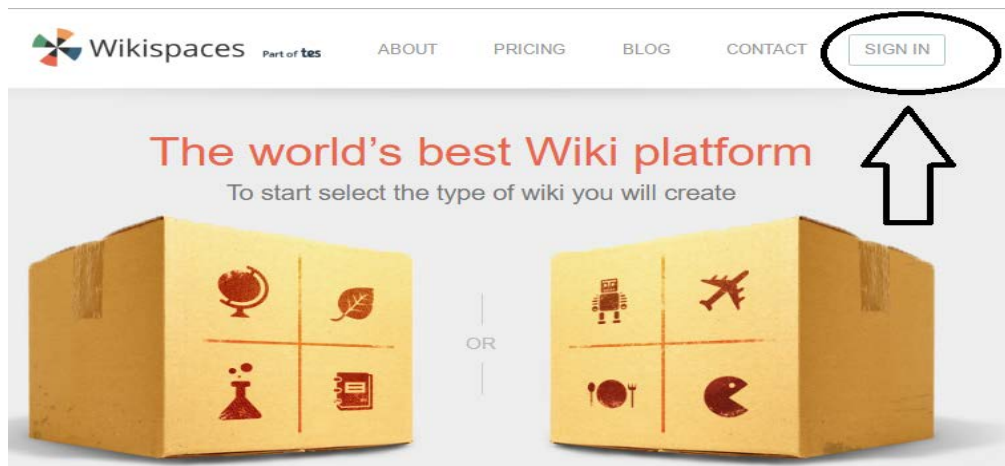 Wikispaces Part of tes ABOUT PRICING BLOG CONTACT SIGN IN
The world's best Wiki platform
To start select the type of wiki you will create
OR